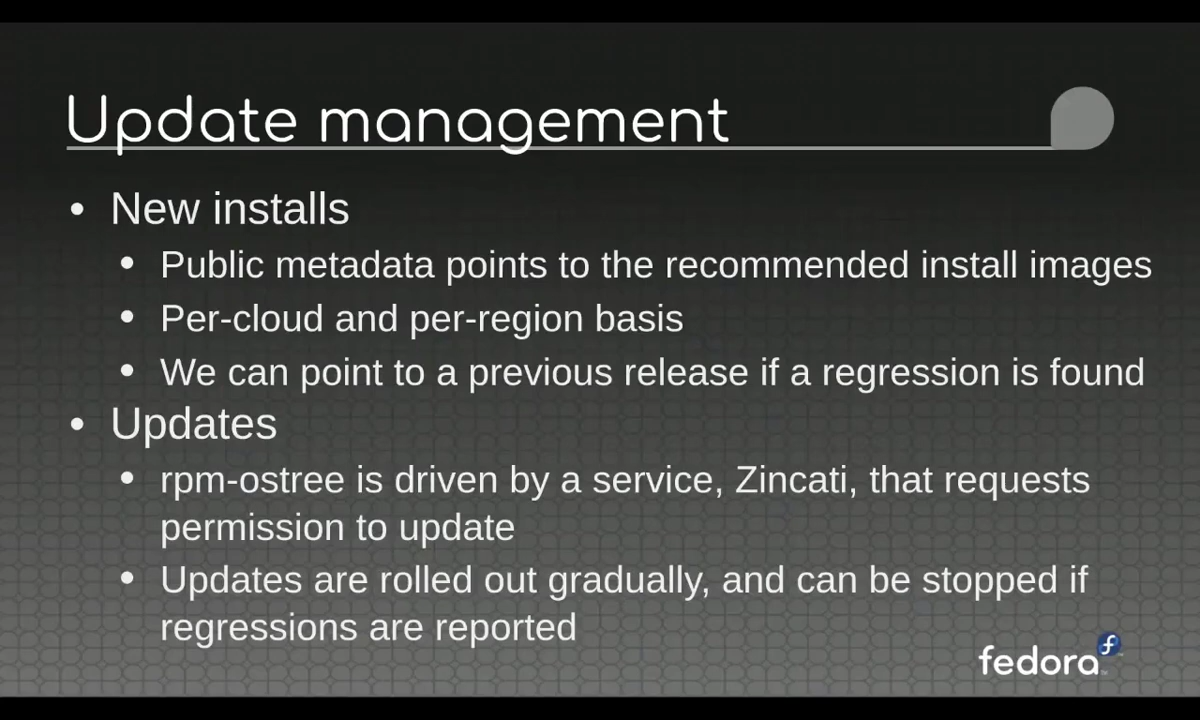 Update management
• New installs
• Public metadata points to the recommended install images
• Per-cloud and per-region basis
• We can point to a previous release if a regression is found
• Updates
• rpm-ostree is driven by a service, Zincati, that requests
permission to update
• Updates are rolled out gradually, and can be stopped if
regressions are reported
fedora